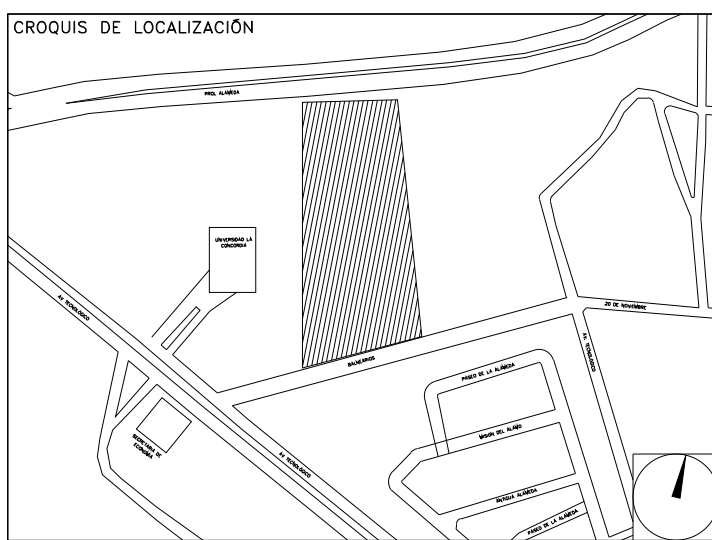 CROQUIS DE LOCALIZACIÓN
PROL ALAMEDA
UNIVERSIDAD LA
CONCORDIA
AV TECNOLÓGICO
20 DE NOVIEMBRE
BALNEARIOS
AV. TECNOLÓGICO
PASEO DE LA ALAMEDA
MISION DEL ALAMO
SECRETARIA DE
ECONOMIA
AV TECNOLÓGICO
ANTIGUA ALAMEDA
PASEO DE LA ALAMEDA